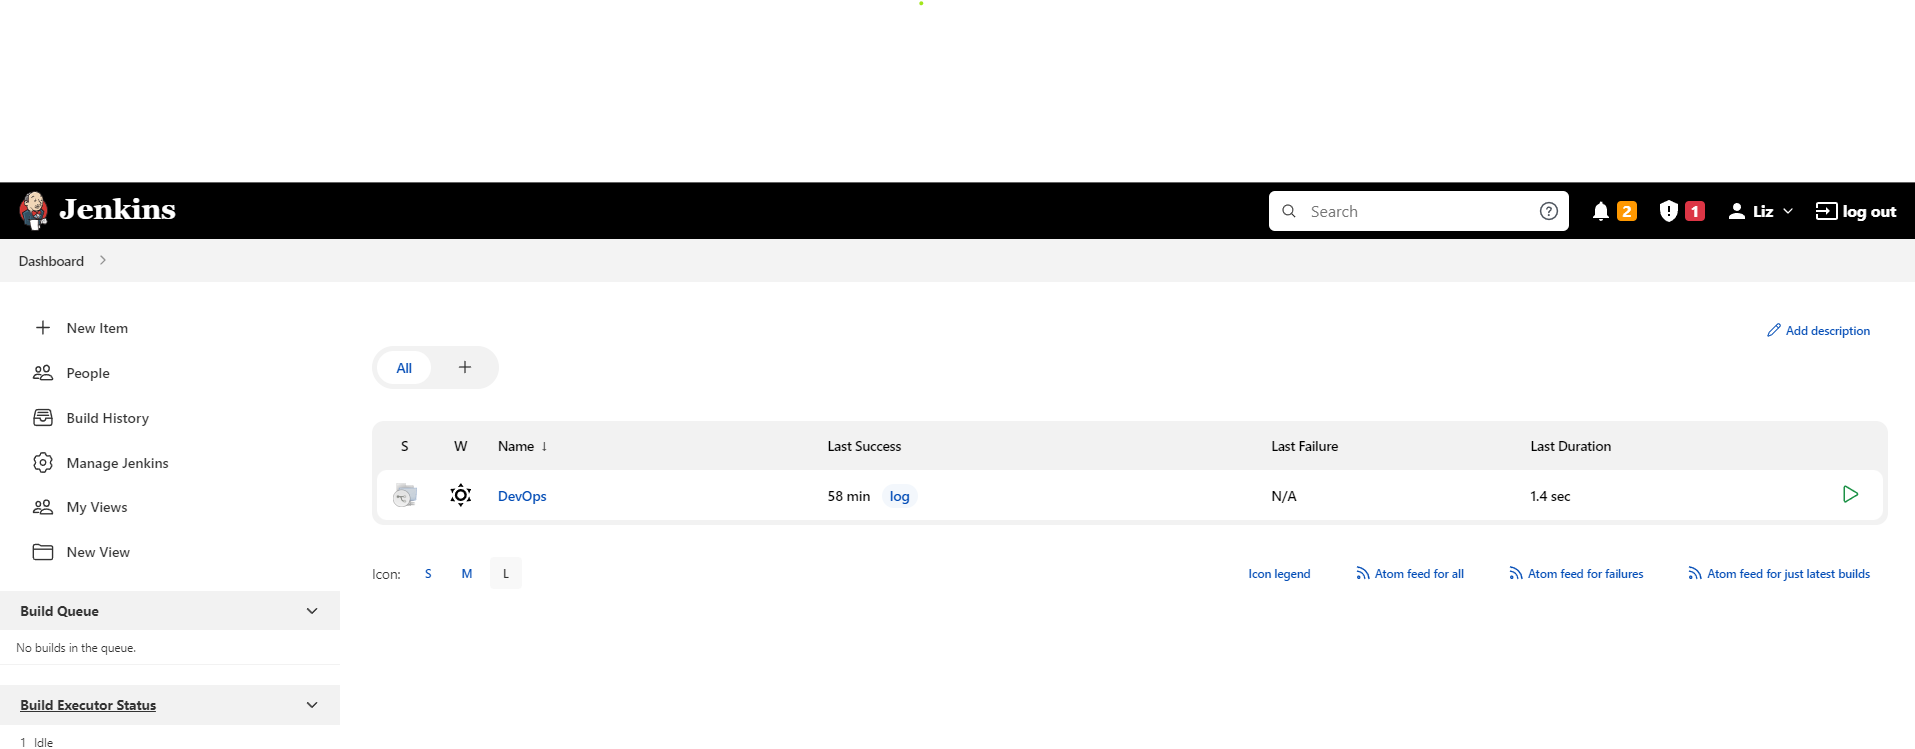 Jenkins
Search
2
1
Liz
log out
Dashboard
New Item
People
Build History
Manage Jenkins
My Views
New View
Build Queue
No builds in the queue.
Build Executor Status
1 Idle
Add description
All
S W Name ↓ Last Success Last Failure Last Duration
DevOps 58 min log N/A 1.4 sec
Icon: S M L
Icon legend
Atom feed for all
Atom feed for failures
Atom feed for just latest builds